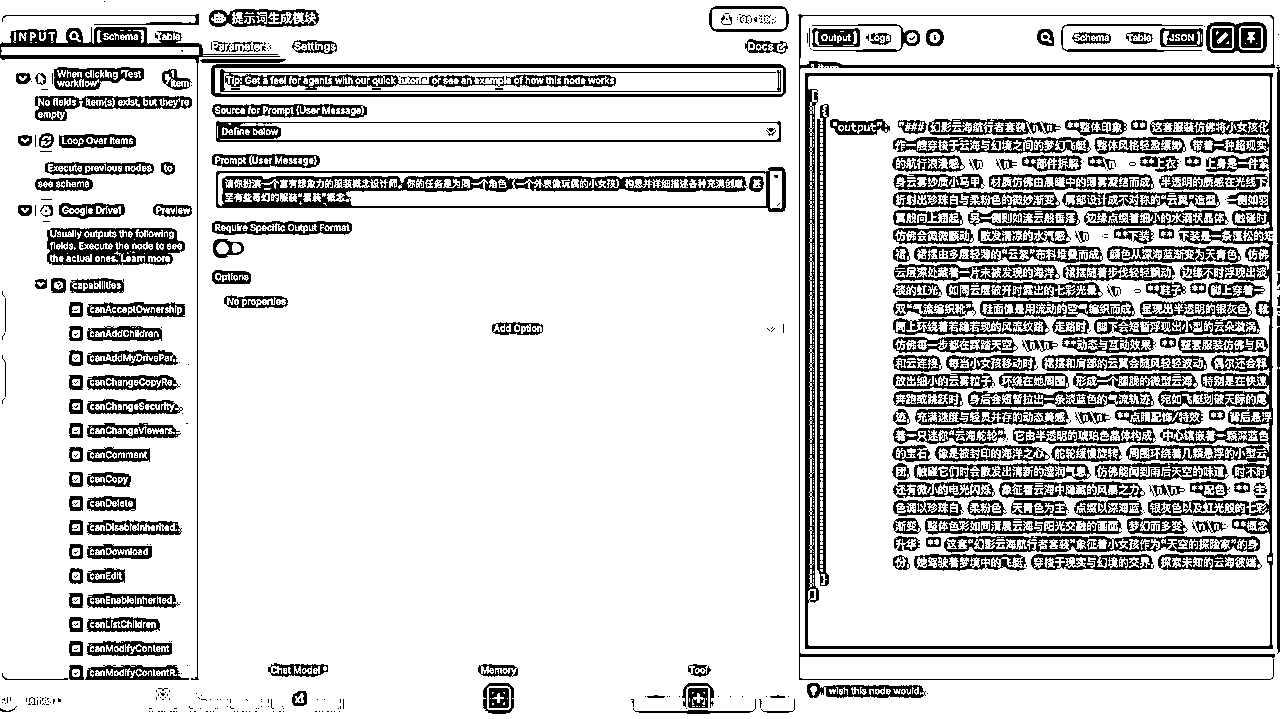 INPUT
Schema
Table
When clicking 'Test workflow'
1 item
No fields - item(s) exist, but they're empty
Loop Over Items
Execute previous nodes to see schema
Google Drive1
Preview
Usually outputs the following fields. Execute the node to see the actual ones. Learn more
capabilities
canAcceptOwnership
canAddChildren
canAddMyDrivePar...
canChangeCopyRe...
canChangeSecurity...
canChangeViewers...
canComment
canCopy
canDelete
canDisableInherited...
canDownload
canEdit
canEnableInherited...
canListChildren
canModifyContent
canModifyContentR...
提示词生成模块
Parameters
Settings
Docs
Tip: Get a feel for agents with our quick tutorial or see an example of how this node works
Source for Prompt (User Message)
Define below
Prompt (User Message)
请你扮演一个富有想象力的服装概念设计师。你的任务是为同一个角色（一个外表像玩偶的小女孩）构思并详细描述各种充满创意、甚
至有些奇幻的服装“套装”概念。
Require Specific Output Format
Options
No properties
Add Option
Chat Model *
Memory
Tool
Output
Logs
Schema
Table
JSON
[
{
"output": "### 幻影云海航行者套装\n\n- **整体印象：** 这套服装仿佛将小女孩化
作一艘穿梭于云海与幻境之间的梦幻飞艇，整体风格轻盈缥缈，带着一种超现实
的航行浪漫感。\n \n- **部件拆解：**\n - **上衣：** 上身是一件紧
身云雾纱质小马甲，材质仿佛由晨曦中的薄雾凝结而成，半透明的质感在光线下
折射出珍珠白与柔粉色的微妙渐变。肩部设计成不对称的“云翼”造型，一侧如羽
翼般向上翘起，另一侧则如流云般垂落，边缘点缀着细小的水滴状晶体，触碰时
仿佛会微微颤动，散发清凉的水汽感。\n - **下装：** 下装是一条蓬松的短
裙，裙摆由多层轻薄的“云絮”布料堆叠而成，颜色从深海蓝渐变为天青色，仿佛
云层深处藏着一片未被发现的海洋。裙摆随着步伐轻轻飘动，边缘不时浮现出淡
淡的虹光，如同云层破开时露出的七彩光晕。\n - **鞋子：** 脚上穿着一
双“气流编织靴”，鞋面像是用流动的空气编织而成，呈现出半透明的银灰色，鞋
筒上环绕着若隐若现的风流纹路。走路时，脚下会短暂浮现出小型的云朵漩涡，
仿佛每一步都在踩踏天空。\n\n- **动态与互动效果：** 整套服装仿佛与风
和云连接，每当小女孩移动时，裙摆和肩部的云翼会随风轻轻波动，偶尔还会释
放出细小的云雾粒子，环绕在她周围，形成一个朦胧的微型云海。特别是在快速
奔跑或跳跃时，身后会短暂拉出一条淡蓝色的气流轨迹，宛如飞艇划破天际的尾
迹，充满速度与轻灵并存的动态美感。\n\n- **点睛配饰/特效：** 背后悬浮
着一只迷你“云海舵轮”，它由半透明的琥珀色晶体构成，中心镶嵌着一颗深蓝色
的宝石，像是被封印的海洋之心。舵轮缓慢旋转，周围环绕着几颗悬浮的小型云
团，触碰它们时会散发出清新的湿润气息，仿佛能闻到雨后天空的味道，时不时
还有微小的电光闪烁，象征着云海中隐藏的风暴之力。\n\n- **配色：** 主
色调以珍珠白、柔粉色、天青色为主，点缀以深海蓝、银灰色以及虹光般的七彩
渐变，整体色彩如同清晨云海与阳光交融的画面，梦幻而多变。\n\n- **概念
升华：** 这套“幻影云海航行者套装”象征着小女孩作为“天空的探险家”的身
份，她驾驶着梦境中的飞艇，穿梭于现实与幻境的交界，探索未知的云海彼端。
}
]
I wish this node would...